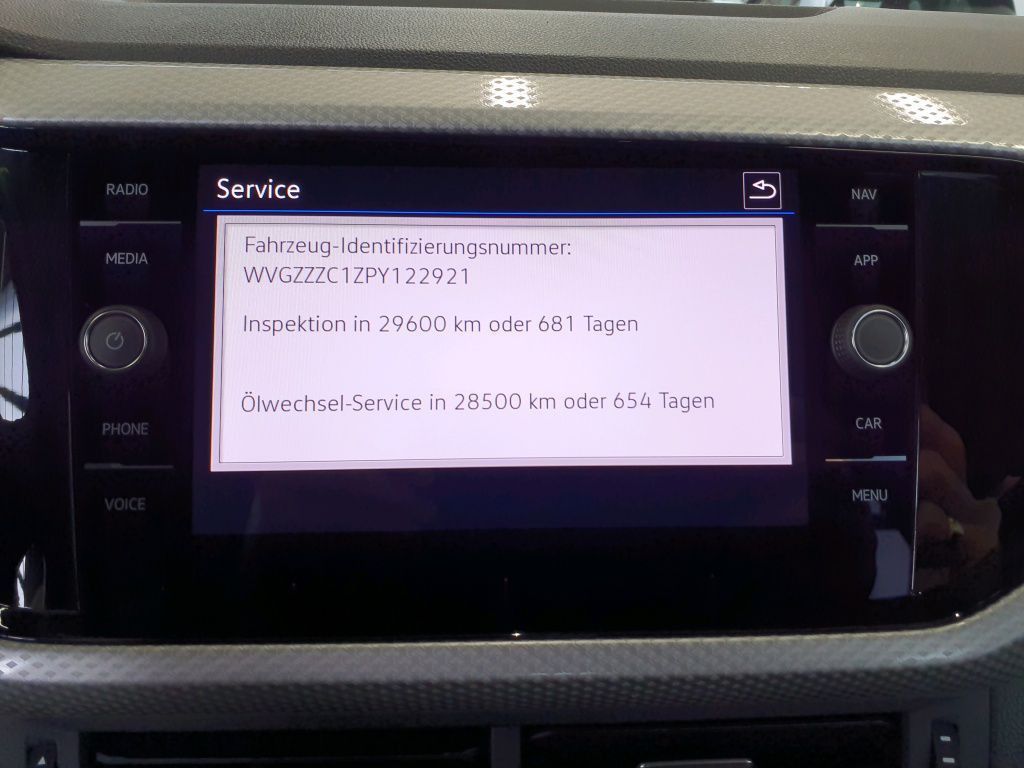 Service
RADIO
MEDIA
PHONE
VOICE
Fahrzeug-Identifizierungsnummer:
WVGZZZC1ZPY122921
Inspektion in 29600 km oder 681 Tagen
Ölwechsel-Service in 28500 km oder 654 Tagen
NAV
APP
CAR
MENU